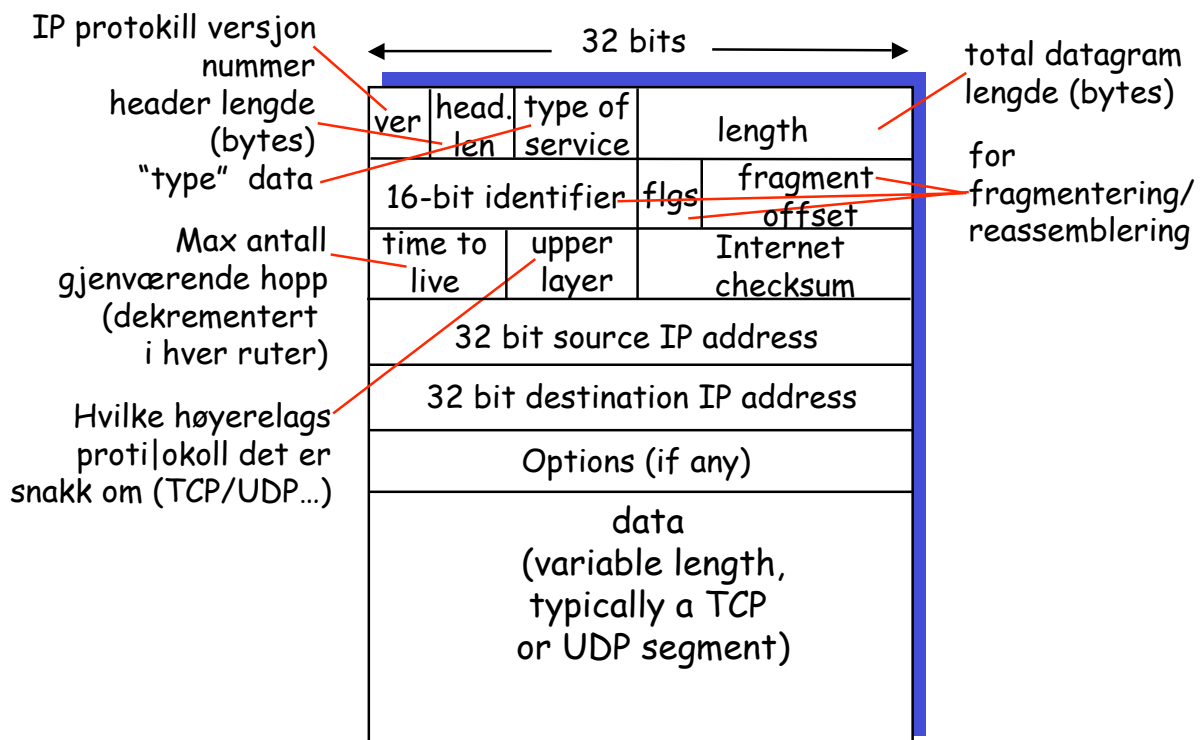 IP protokill versjon
nummer
header lengde
(bytes)
"type" data
Max antall
gjenværende hopp
(dekrementert
i hver ruter)
Hvilke høyerelags
proti|okoll det er
snakk om (TCP/UDP…)
32 bits
ver
head.
len
type of
service
length
16-bit identifier
flgs
fragment
offset
time to
live
upper
layer
Internet
checksum
32 bit source IP address
32 bit destination IP address
Options (if any)
data
(variable length,
typically a TCP
or UDP segment)
total datagram
lengde (bytes)
for
fragmentering/
reassemblering